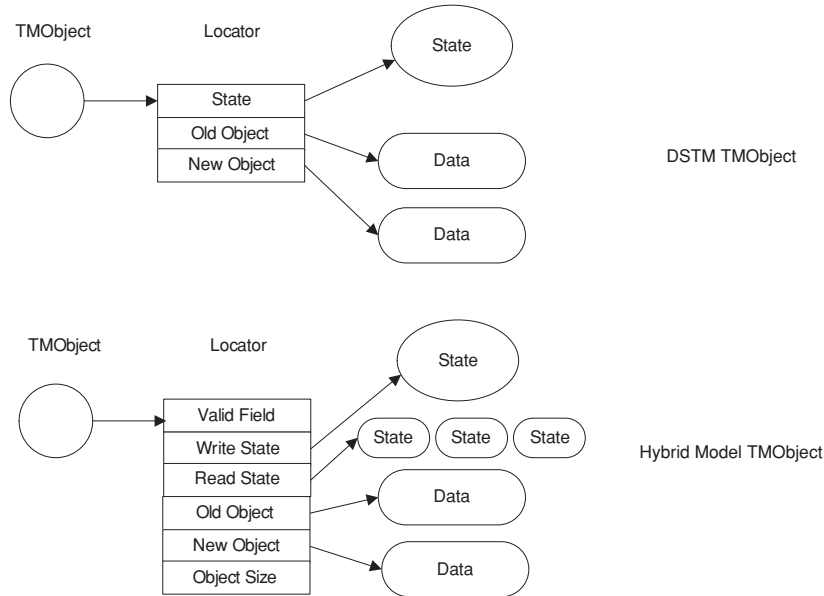 TMObject
Locator
State
State
Old Object
New Object
Data
Data
DSTM TMObject
TMObject
Locator
State
Valid Field
Write State
Read State
Old Object
New Object
Object Size
State State State
Data
Data
Hybrid Model TMObject